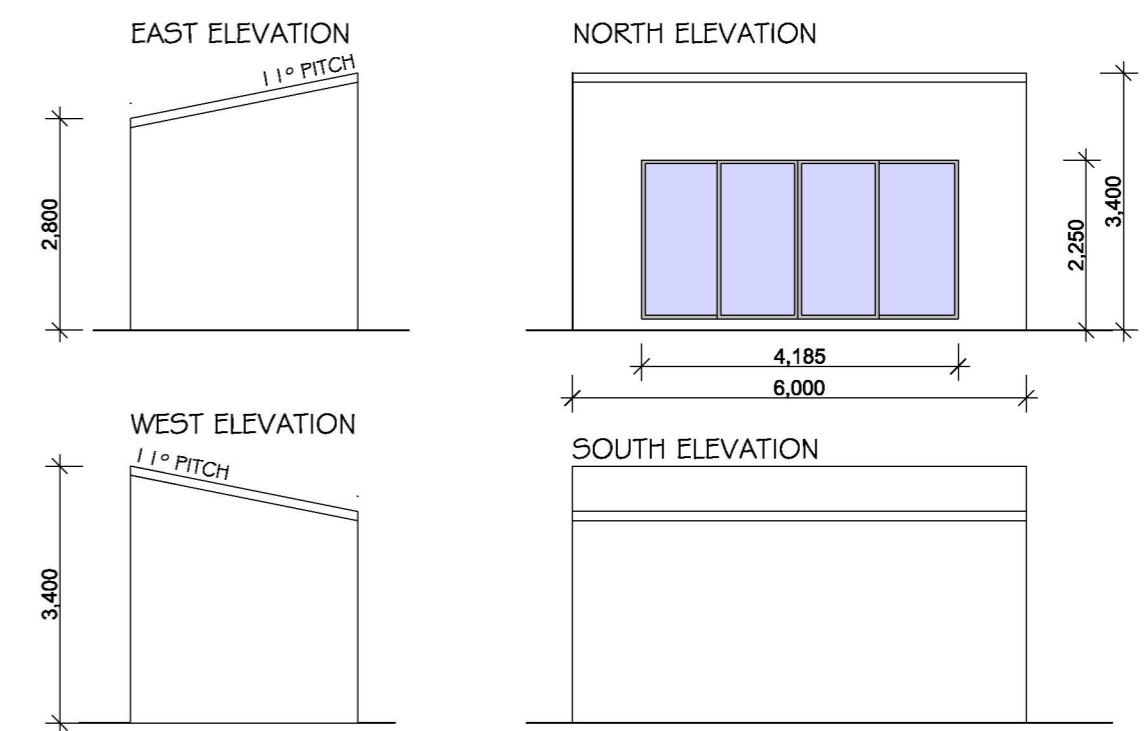 EAST ELEVATION
11° PITCH
2,800
NORTH ELEVATION
3,400
2,250
4,185
6,000
WEST ELEVATION
11° PITCH
3,400
SOUTH ELEVATION